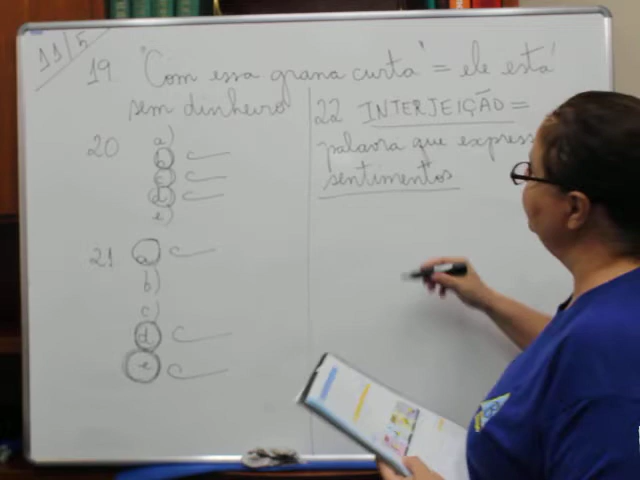 11/5
19 "Com essa grana curta" = ele está
sem dinheiro
20 a)
b) C
c) C
d) C
e)
21 a) C
b)
c)
d) C
e) C
22 INTERJEIÇÃO =
palavra que express
sentimentos